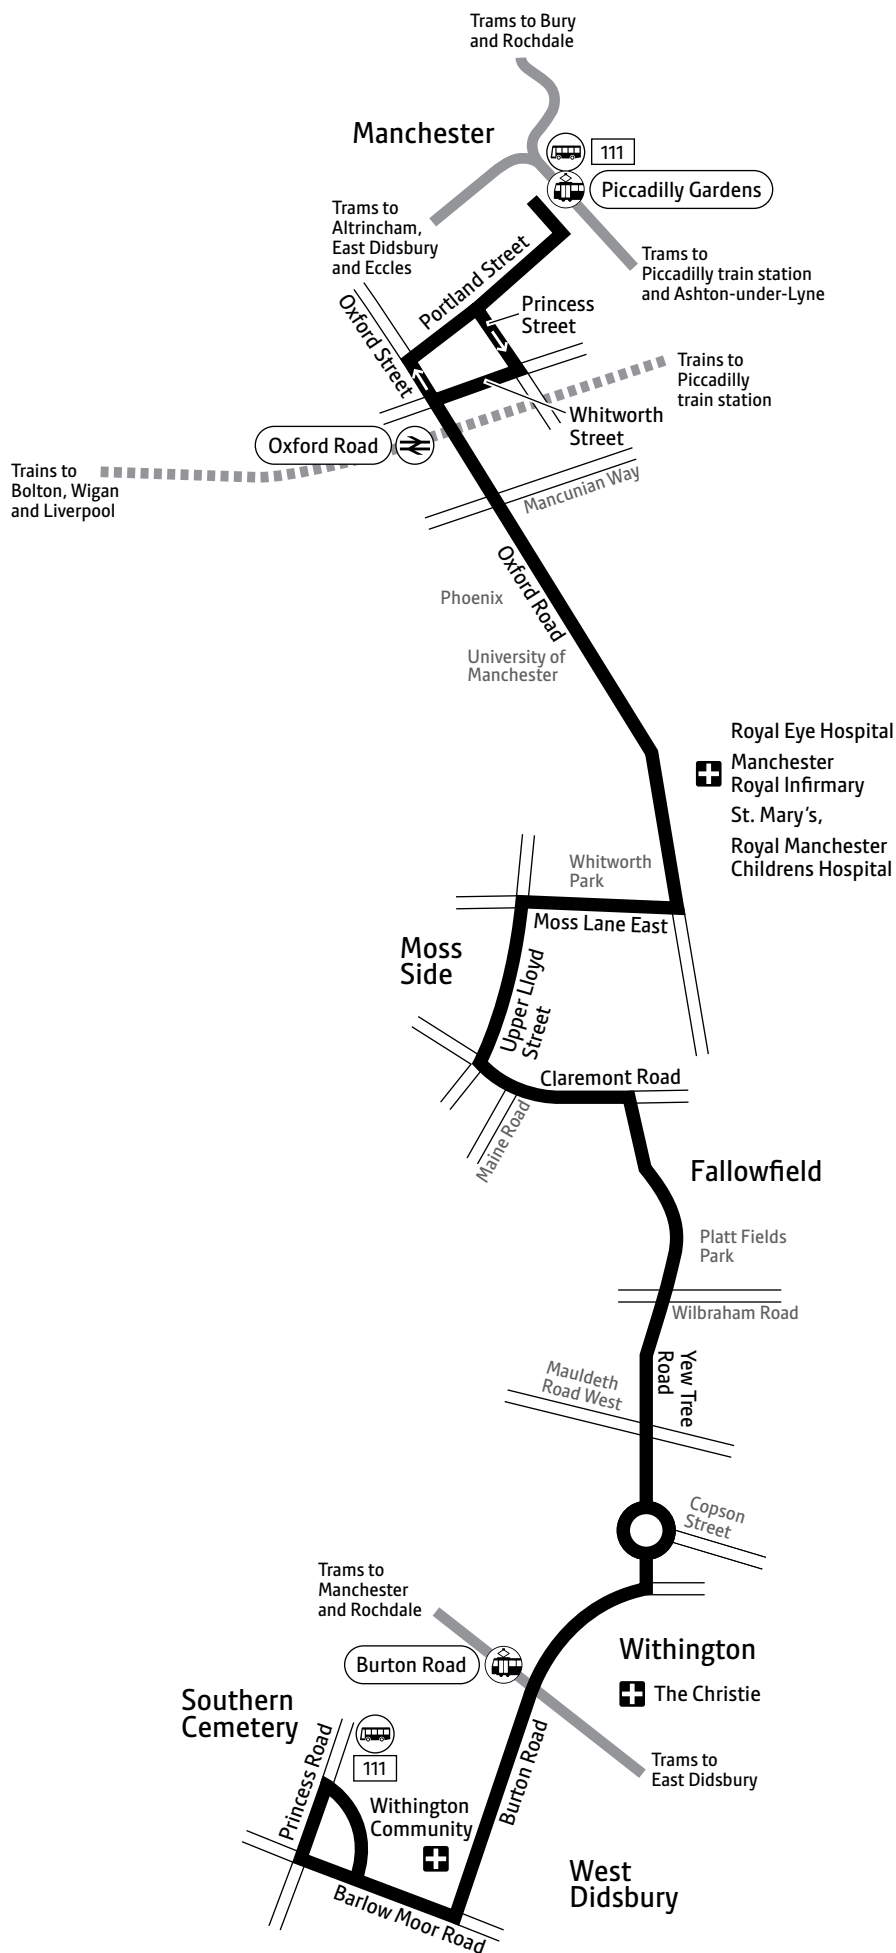 Trams to Bury
and Rochdale
Manchester
111
Piccadilly Gardens
Trams to
Altrincham,
East Didsbury
and Eccles
Trams to
Piccadilly train station
and Ashton-under-Lyne
Portland Street
Princess
Street
Oxford Street
Trains to
Piccadilly
train station
Whitworth
Street
Oxford Road
Trains to
Bolton, Wigan
and Liverpool
Mancunian Way
Oxford Road
Phoenix
University of
Manchester
Royal Eye Hospital
Manchester
Royal Infirmary
St. Mary's,
Royal Manchester
Childrens Hospital
Whitworth
Park
Moss Lane East
Moss
Side
Upper Lloyd
Street
Claremont Road
Maine Road
Fallowfield
Platt Fields
Park
Wilbraham Road
Yew Tree
Road
Mauldeth
Road West
Copson
Street
Trams to
Manchester
and Rochdale
Withington
Burton Road
The Christie
Southern
Cemetery
Trams to
East Didsbury
Burton Road
Princess Road
111
Withington
Community
West
Didsbury
Barlow Moor Road